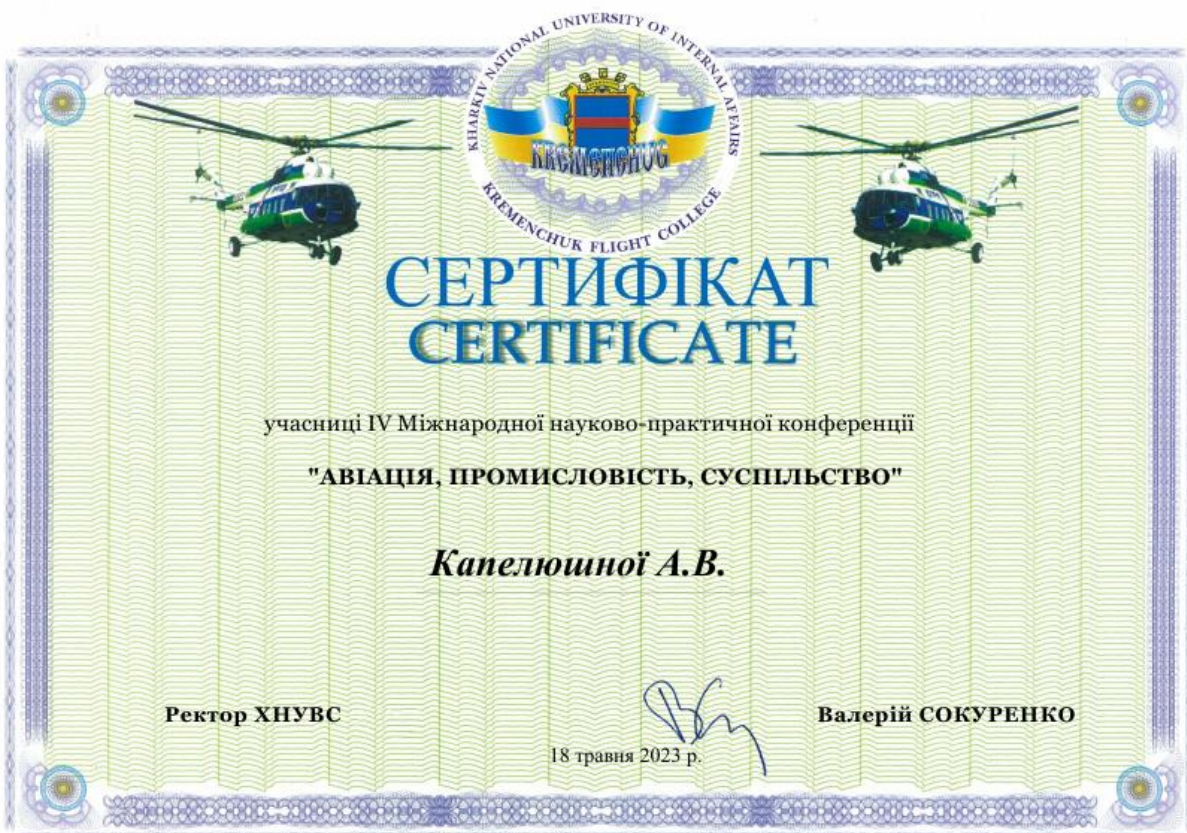 KHARKIV NATIONAL UNIVERSITY OF INTERNAL AFFAIRS
KREMENCHUG
KREMENCHUK FLIGHT COLLEGE
СЕРТИФІКАТ
CERTIFICATE
учасниці IV Міжнародної науково-практичної конференції
"АВІАЦІЯ, ПРОМИСЛОВІСТЬ, СУСПІЛЬСТВО"
Капелюшної А.В.
Ректор ХНУВС
Валерій СОКУРЕНКО
18 травня 2023 р.